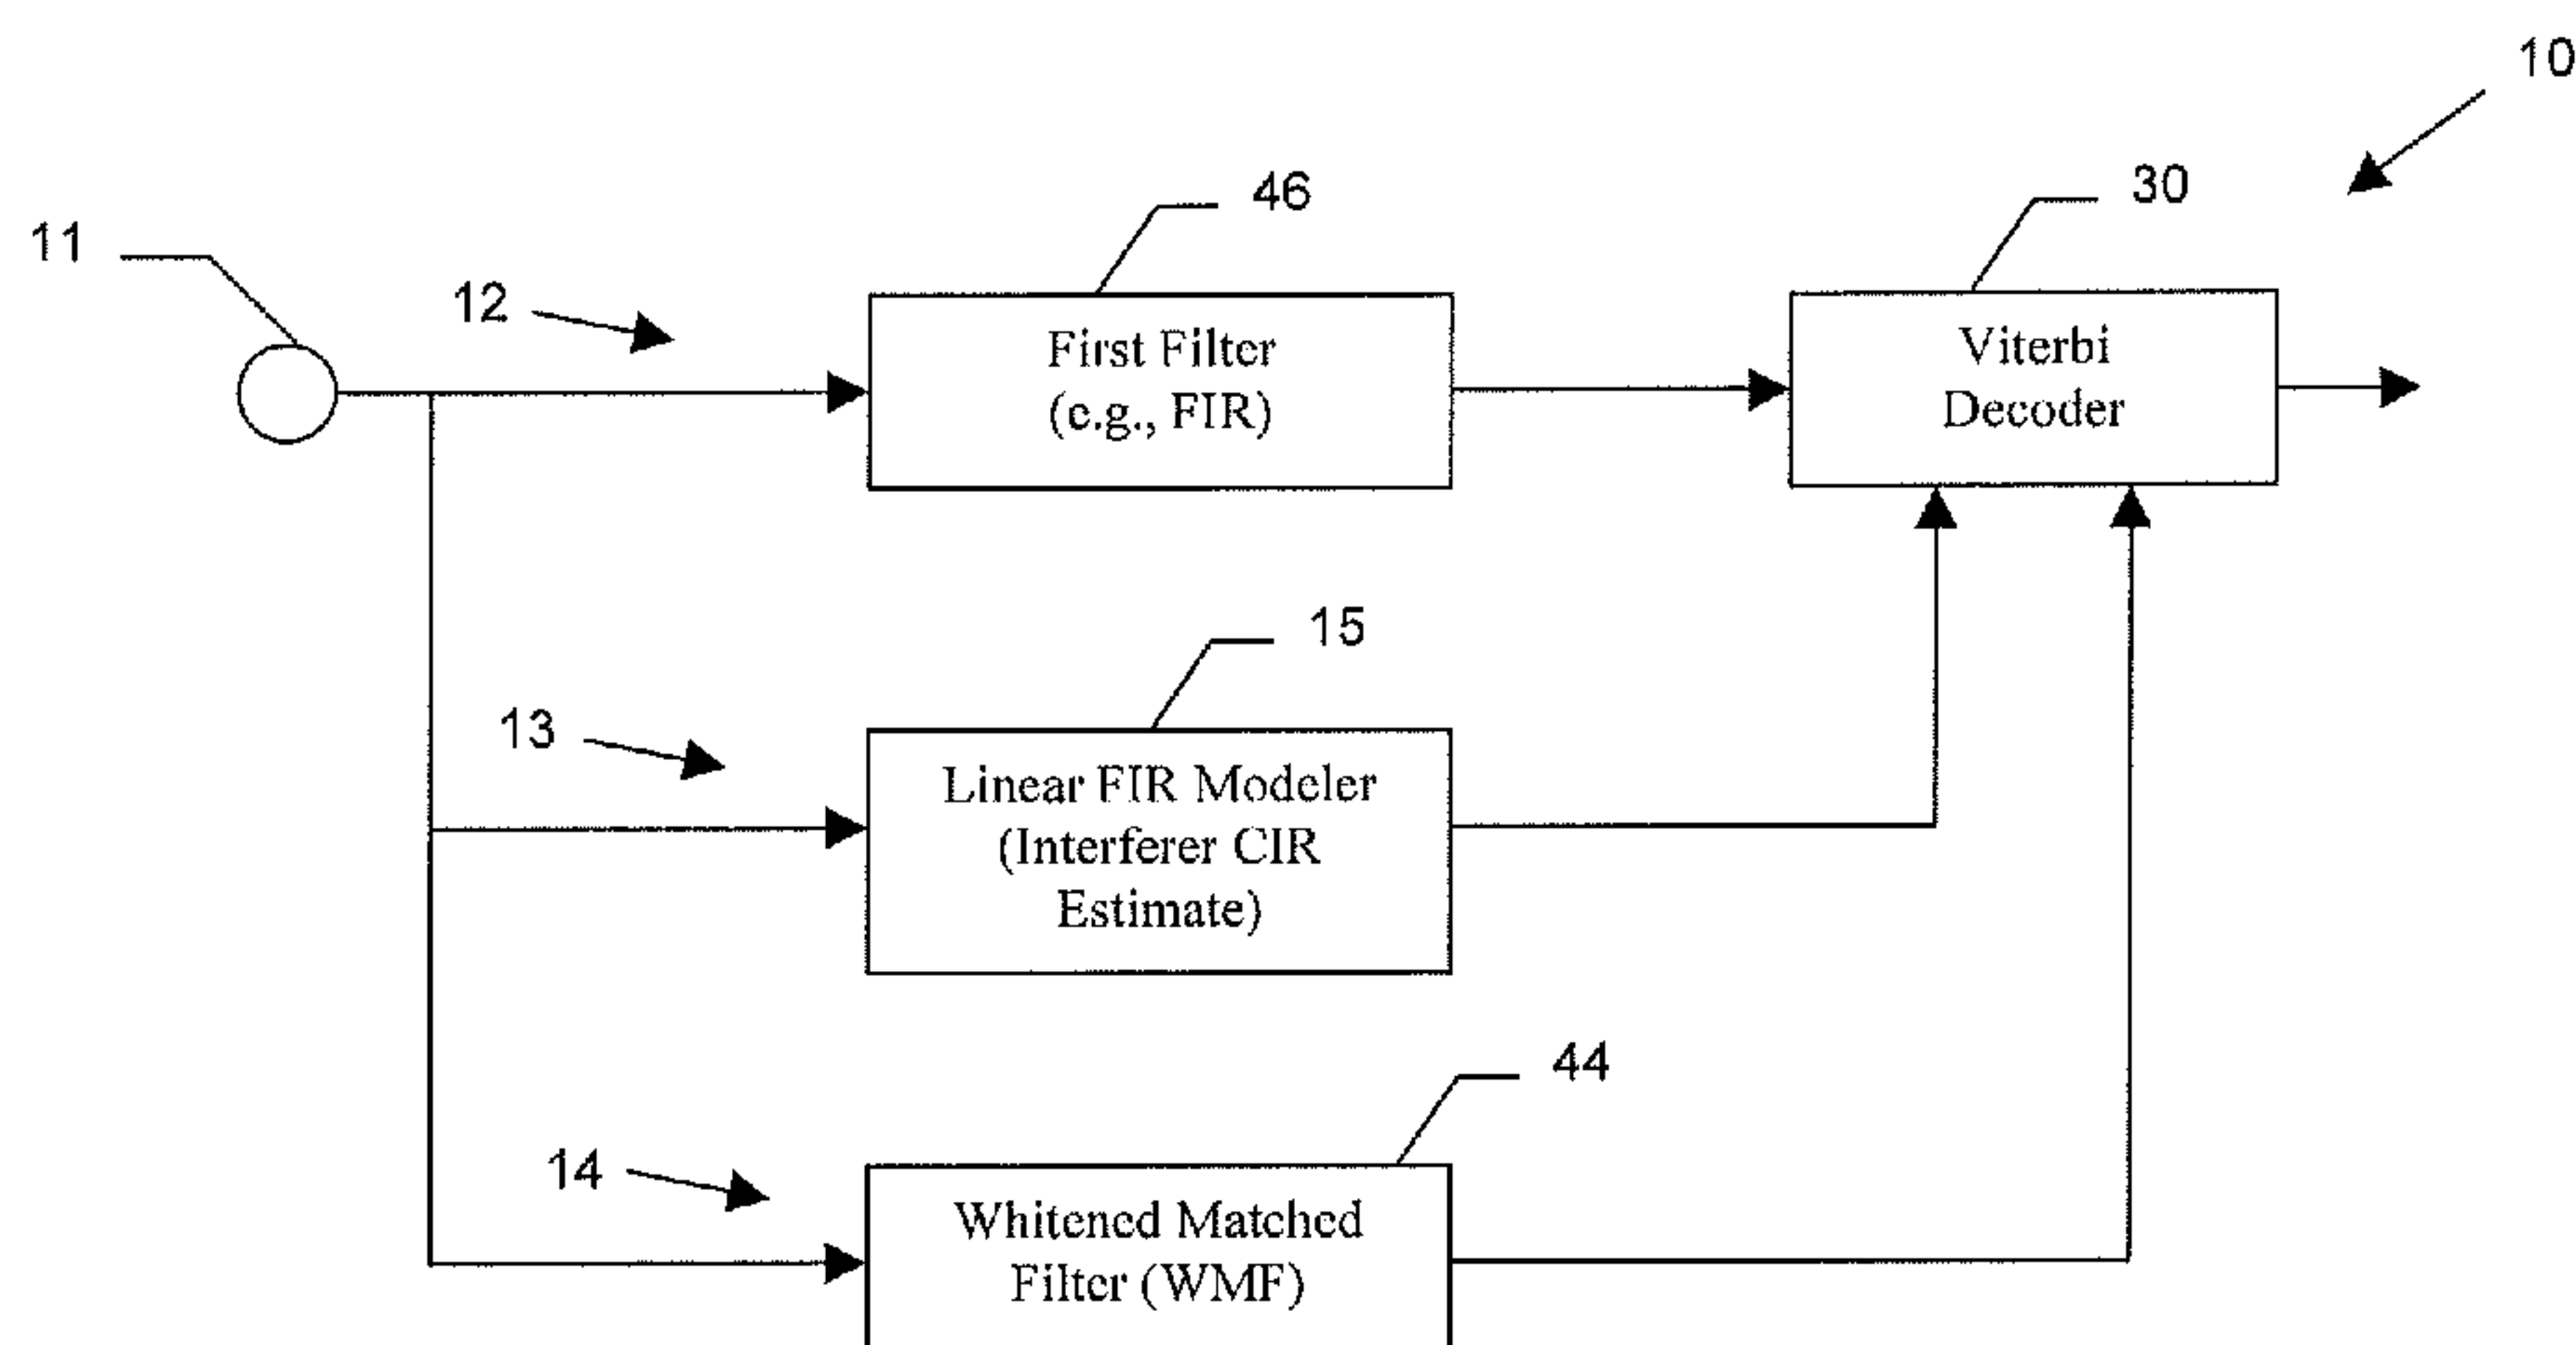 10
46
30
11
12
First Filter
(e.g., FIR)
Viterbi
Decoder
15
13
Linear FIR Modeler
(Interferer CIR
Estimate)
44
14
Whitened Matched
Filter (WMF)